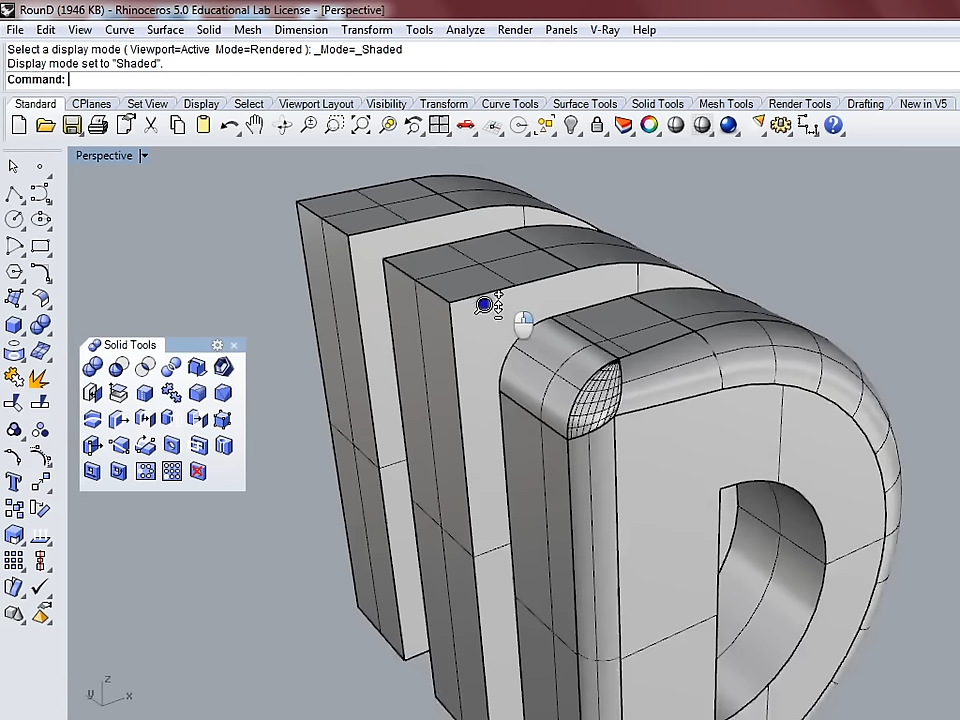 RounD (1946 KB) - Rhinoceros 5.0 Educational Lab License - [Perspective]
File Edit View Curve Surface Solid Mesh Dimension Transform Tools Analyze Render Panels V-Ray Help
Select a display mode ( Viewport=Active Mode=Rendered ): _Mode=_Shaded
Display mode set to "Shaded".
Command:
Standard CPlanes Set View Display Select Viewport Layout Visibility Transform Curve Tools Surface Tools Solid Tools Mesh Tools Render Tools Drafting New in V5
Perspective
Solid Tools
z
y x